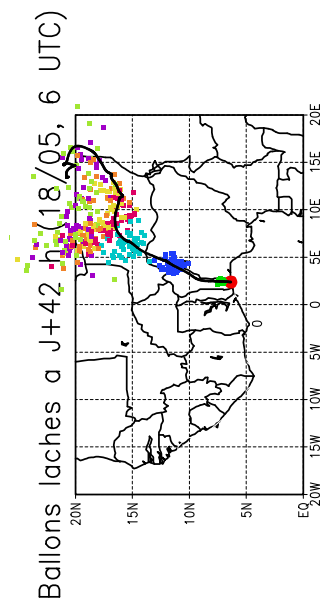 Ballons laches a J+42 h (18/05, 6 UTC)
20N
15N
10N
5N
EQ
20W
15W
10W
5W
0
5E
10E
15E
20E
0